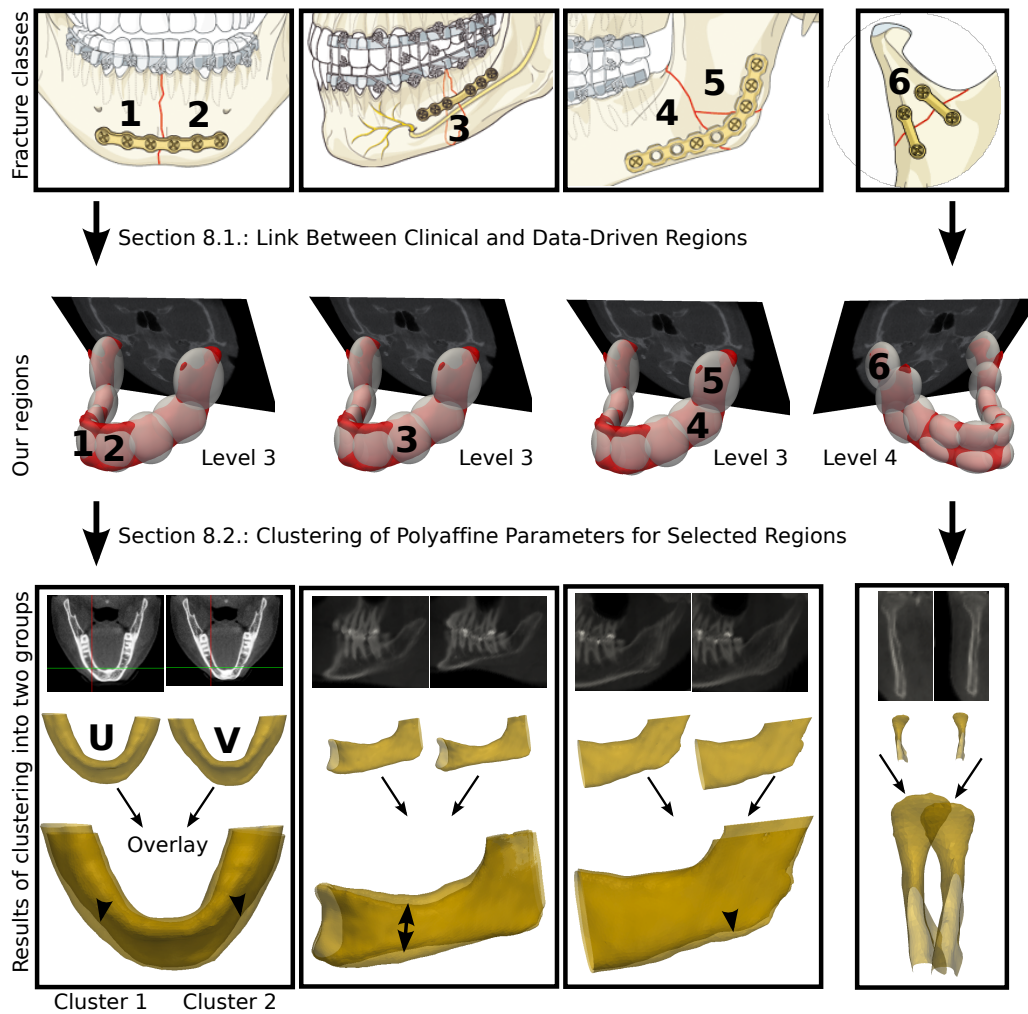 Fracture classes
1 2
3
4 5
6
Section 8.1.: Link Between Clinical and Data-Driven Regions
Our regions
1 2
Level 3
3
Level 3
4 5
Level 3
6
Level 4
Section 8.2.: Clustering of Polyaffine Parameters for Selected Regions
Results of clustering into two groups
U V
Overlay
Cluster 1 Cluster 2